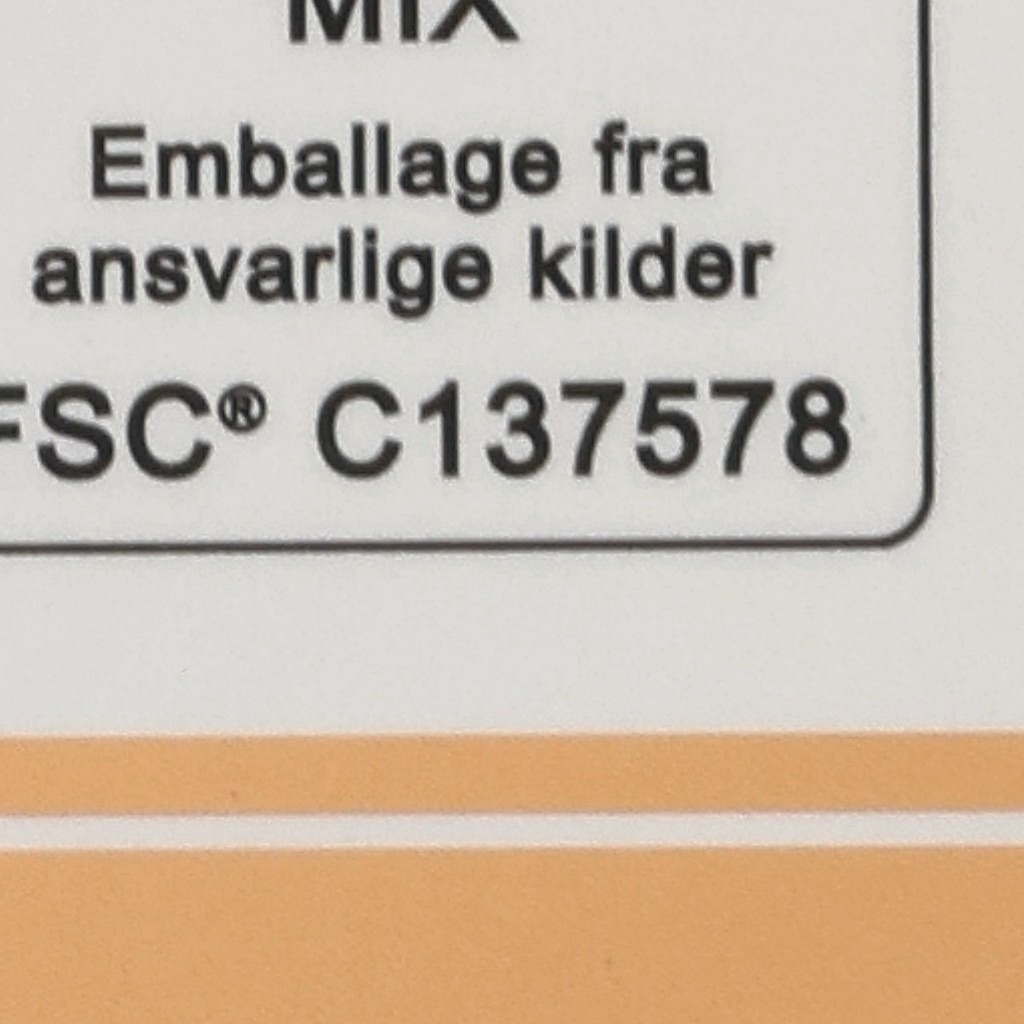 MIX
Emballage fra
ansvarlige kilder
FSC® C137578